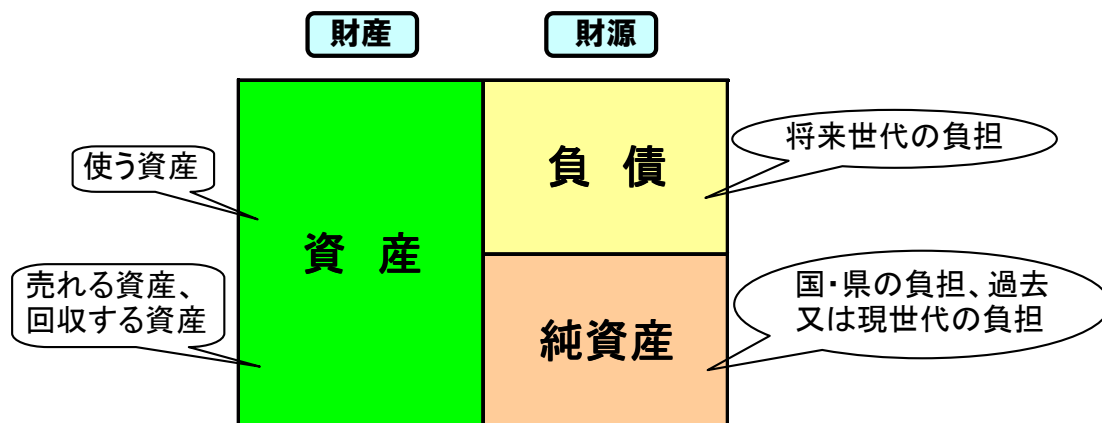 財産
財源
使う資産
売れる資産、
回収する資産
資 産
負 債
純資産
将来世代の負担
国・県の負担、過去
又は現世代の負担